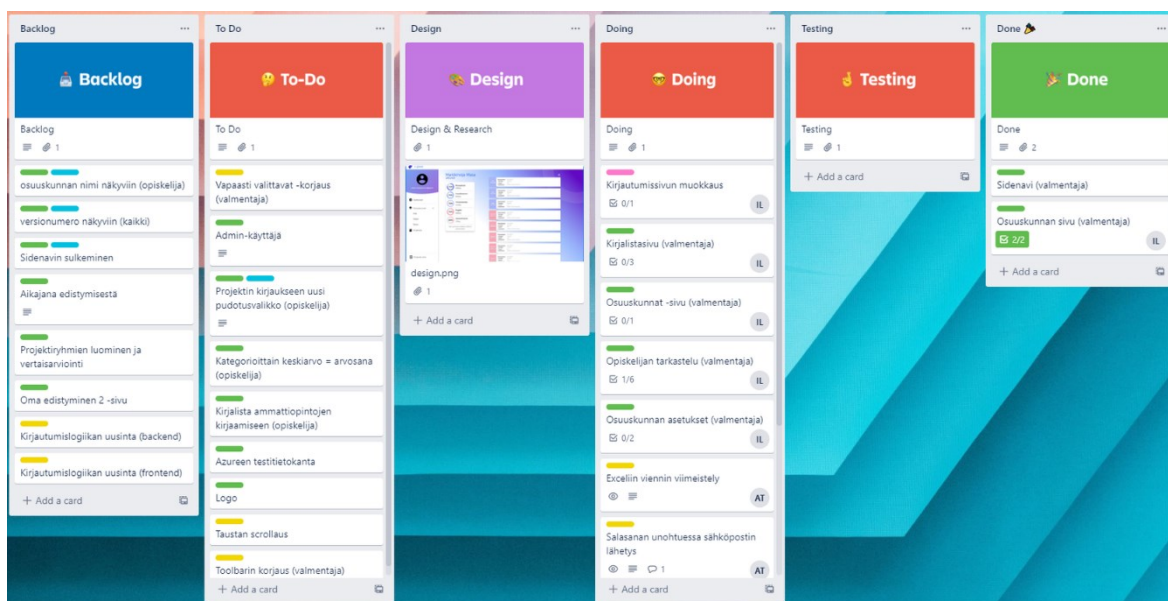 Backlog
Backlog
Backlog
1
osuuskunnan nimi näkyviin (opiskelija)
versionumero näkyviin (kaikki)
Sidenavin sulkeminen
Aikajana edistymisestä
Projektiryhmien luominen ja
vertaisarviointi
Oma edistyminen 2 -sivu
Kirjautumislogiikan uusinta (backend)
Kirjautumislogiikan uusinta (frontend)
+ Add a card
To Do
To-Do
To Do
1
Vapaasti valittavat -korjaus
(valmentaja)
Admin-käyttäjä
Projektin kirjaukseen uusi
pudotusvalikko (opiskelija)
Kategorioittain keskiarvo = arvosana
(opiskelija)
Kirjalista ammattiopintojen
kirjaamiseen (opiskelija)
Azureen testitietokanta
Logo
Taustan scrollaus
Toolbarin korjaus (valmentaja)
+ Add a card
Design
Design
Design & Research
1
design.png
1
+ Add a card
Doing
Doing
Doing
1
Kirjautumissivun muokkaus
0/1 IL
Kirjalistasivu (valmentaja)
0/3 IL
Osuuskunnat -sivu (valmentaja)
0/1 IL
Opiskelijan tarkastelu (valmentaja)
1/6 IL
Osuuskunnan asetukset (valmentaja)
0/2 IL
Exceliin viennin viimeistely
AT
Salasanan unohtuessa sähköpostin
lähetys
1 AT
+ Add a card
Testing
Testing
Testing
1
+ Add a card
Done
Done
Done
2
Sidenavi (valmentaja)
Osuuskunnan sivu (valmentaja)
2/2 IL
+ Add a card